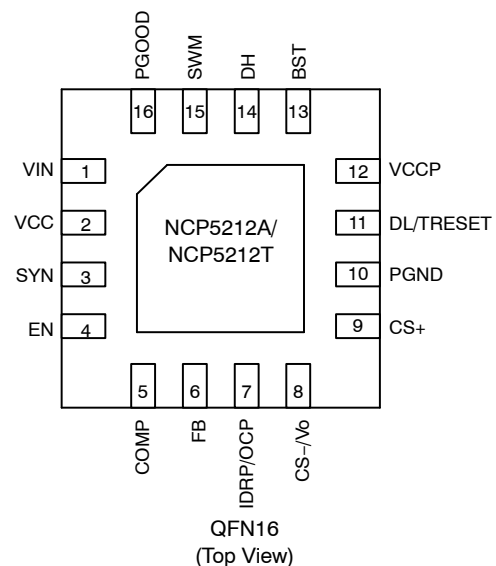 PGOOD SWM DH BST
16 15 14 13
VIN 1
VCC 2
SYN 3
EN 4
NCP5212A/
NCP5212T
12 VCCP
11 DL/TRESET
10 PGND
9 CS+
5 6 7 8
COMP FB IDRP/OCP CS−/Vo
QFN16
(Top View)